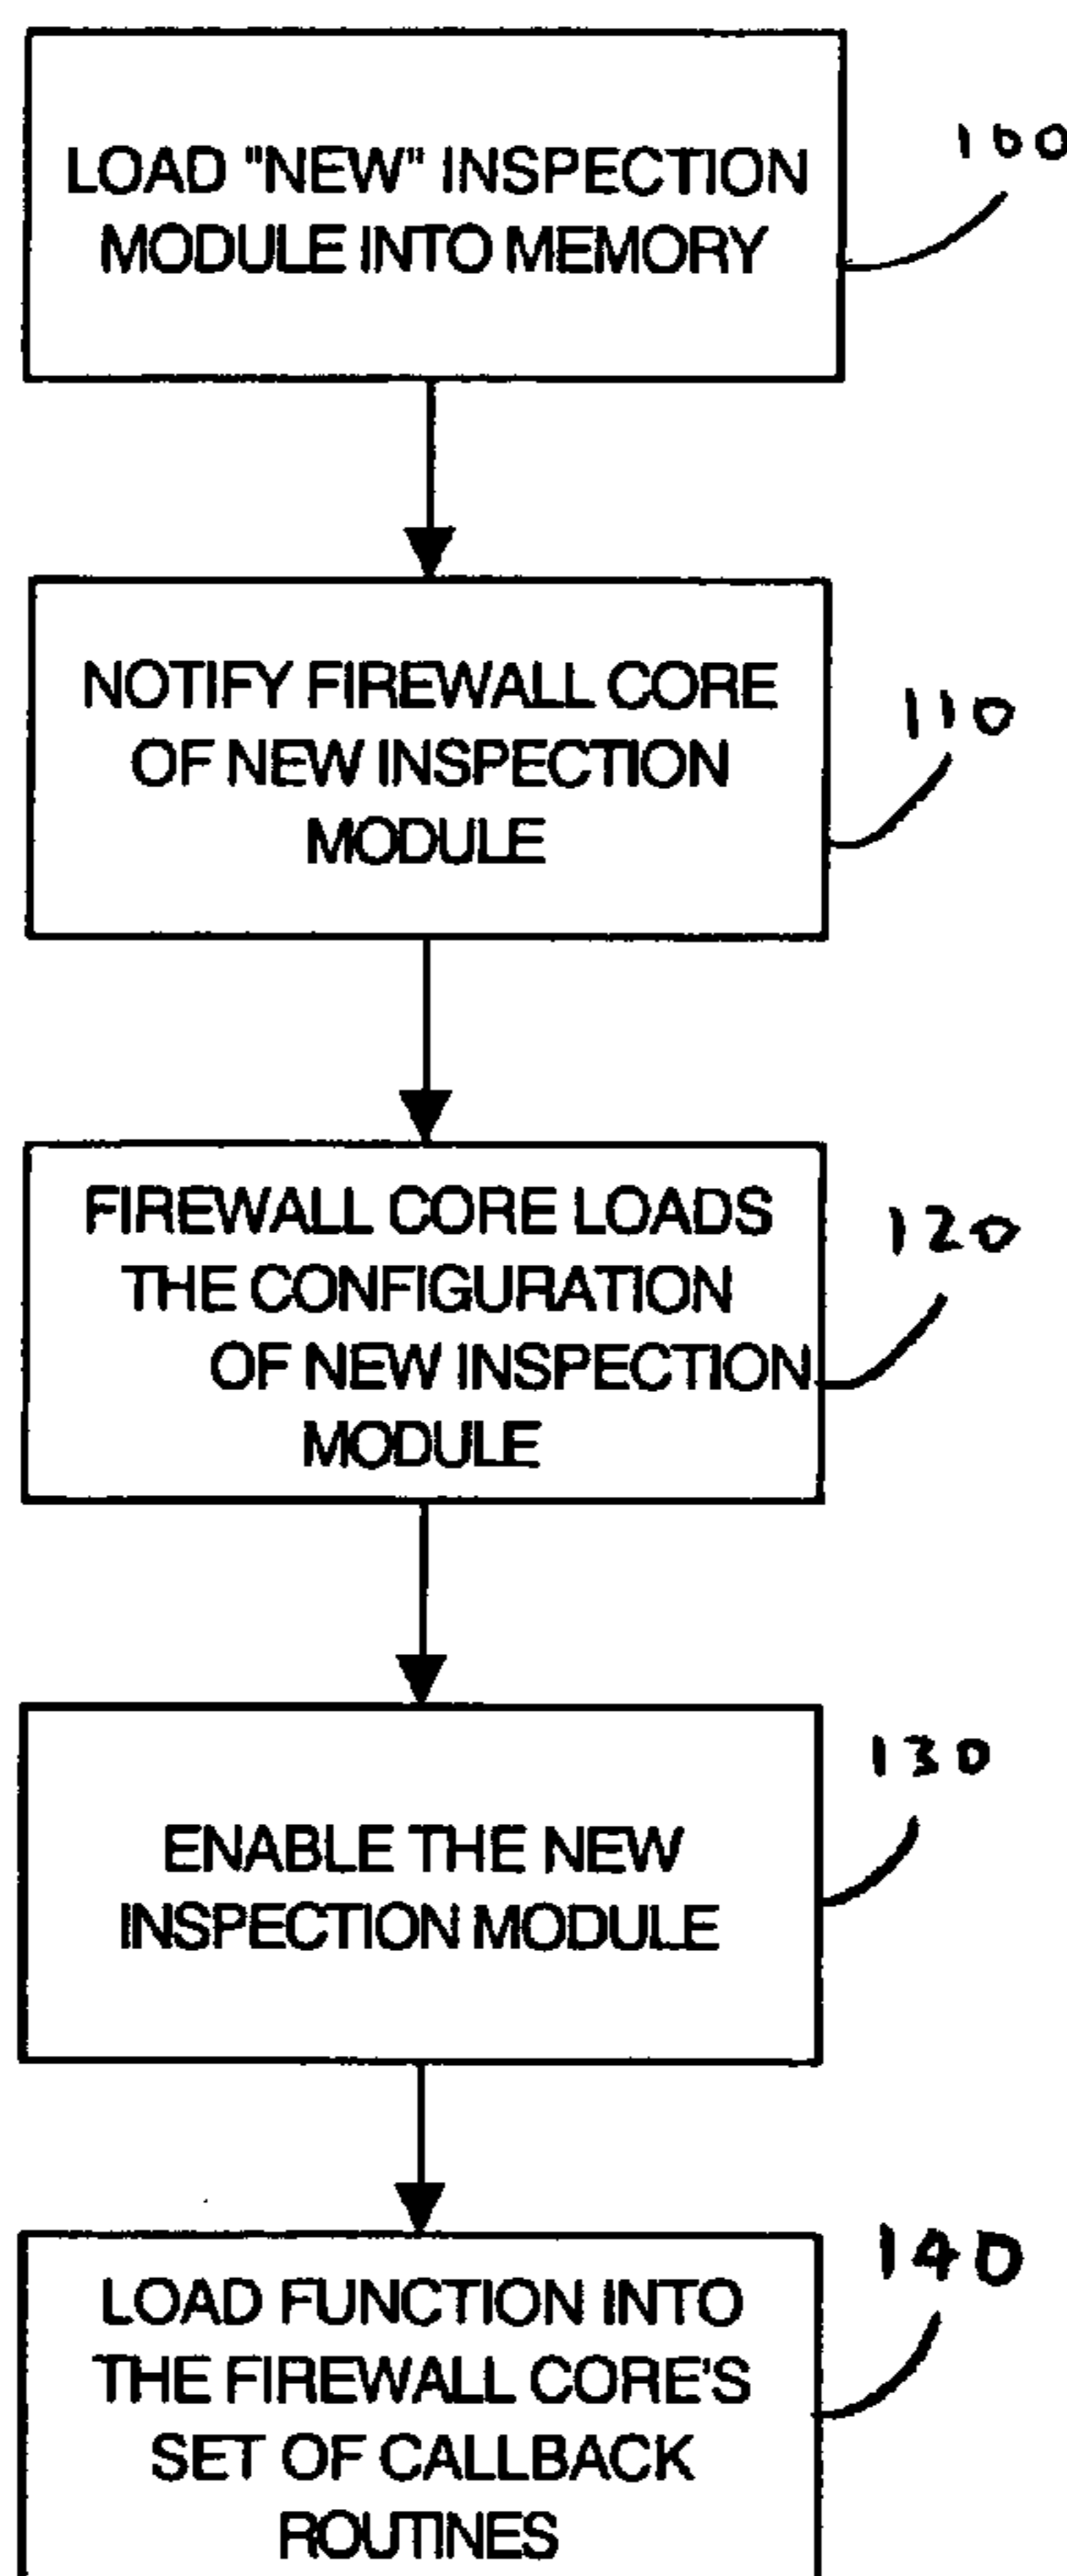 LOAD "NEW" INSPECTION
MODULE INTO MEMORY
100
NOTIFY FIREWALL CORE
OF NEW INSPECTION
MODULE
110
FIREWALL CORE LOADS
THE CONFIGURATION
OF NEW INSPECTION
MODULE
120
ENABLE THE NEW
INSPECTION MODULE
130
LOAD FUNCTION INTO
THE FIREWALL CORE'S
SET OF CALLBACK
ROUTINES
140